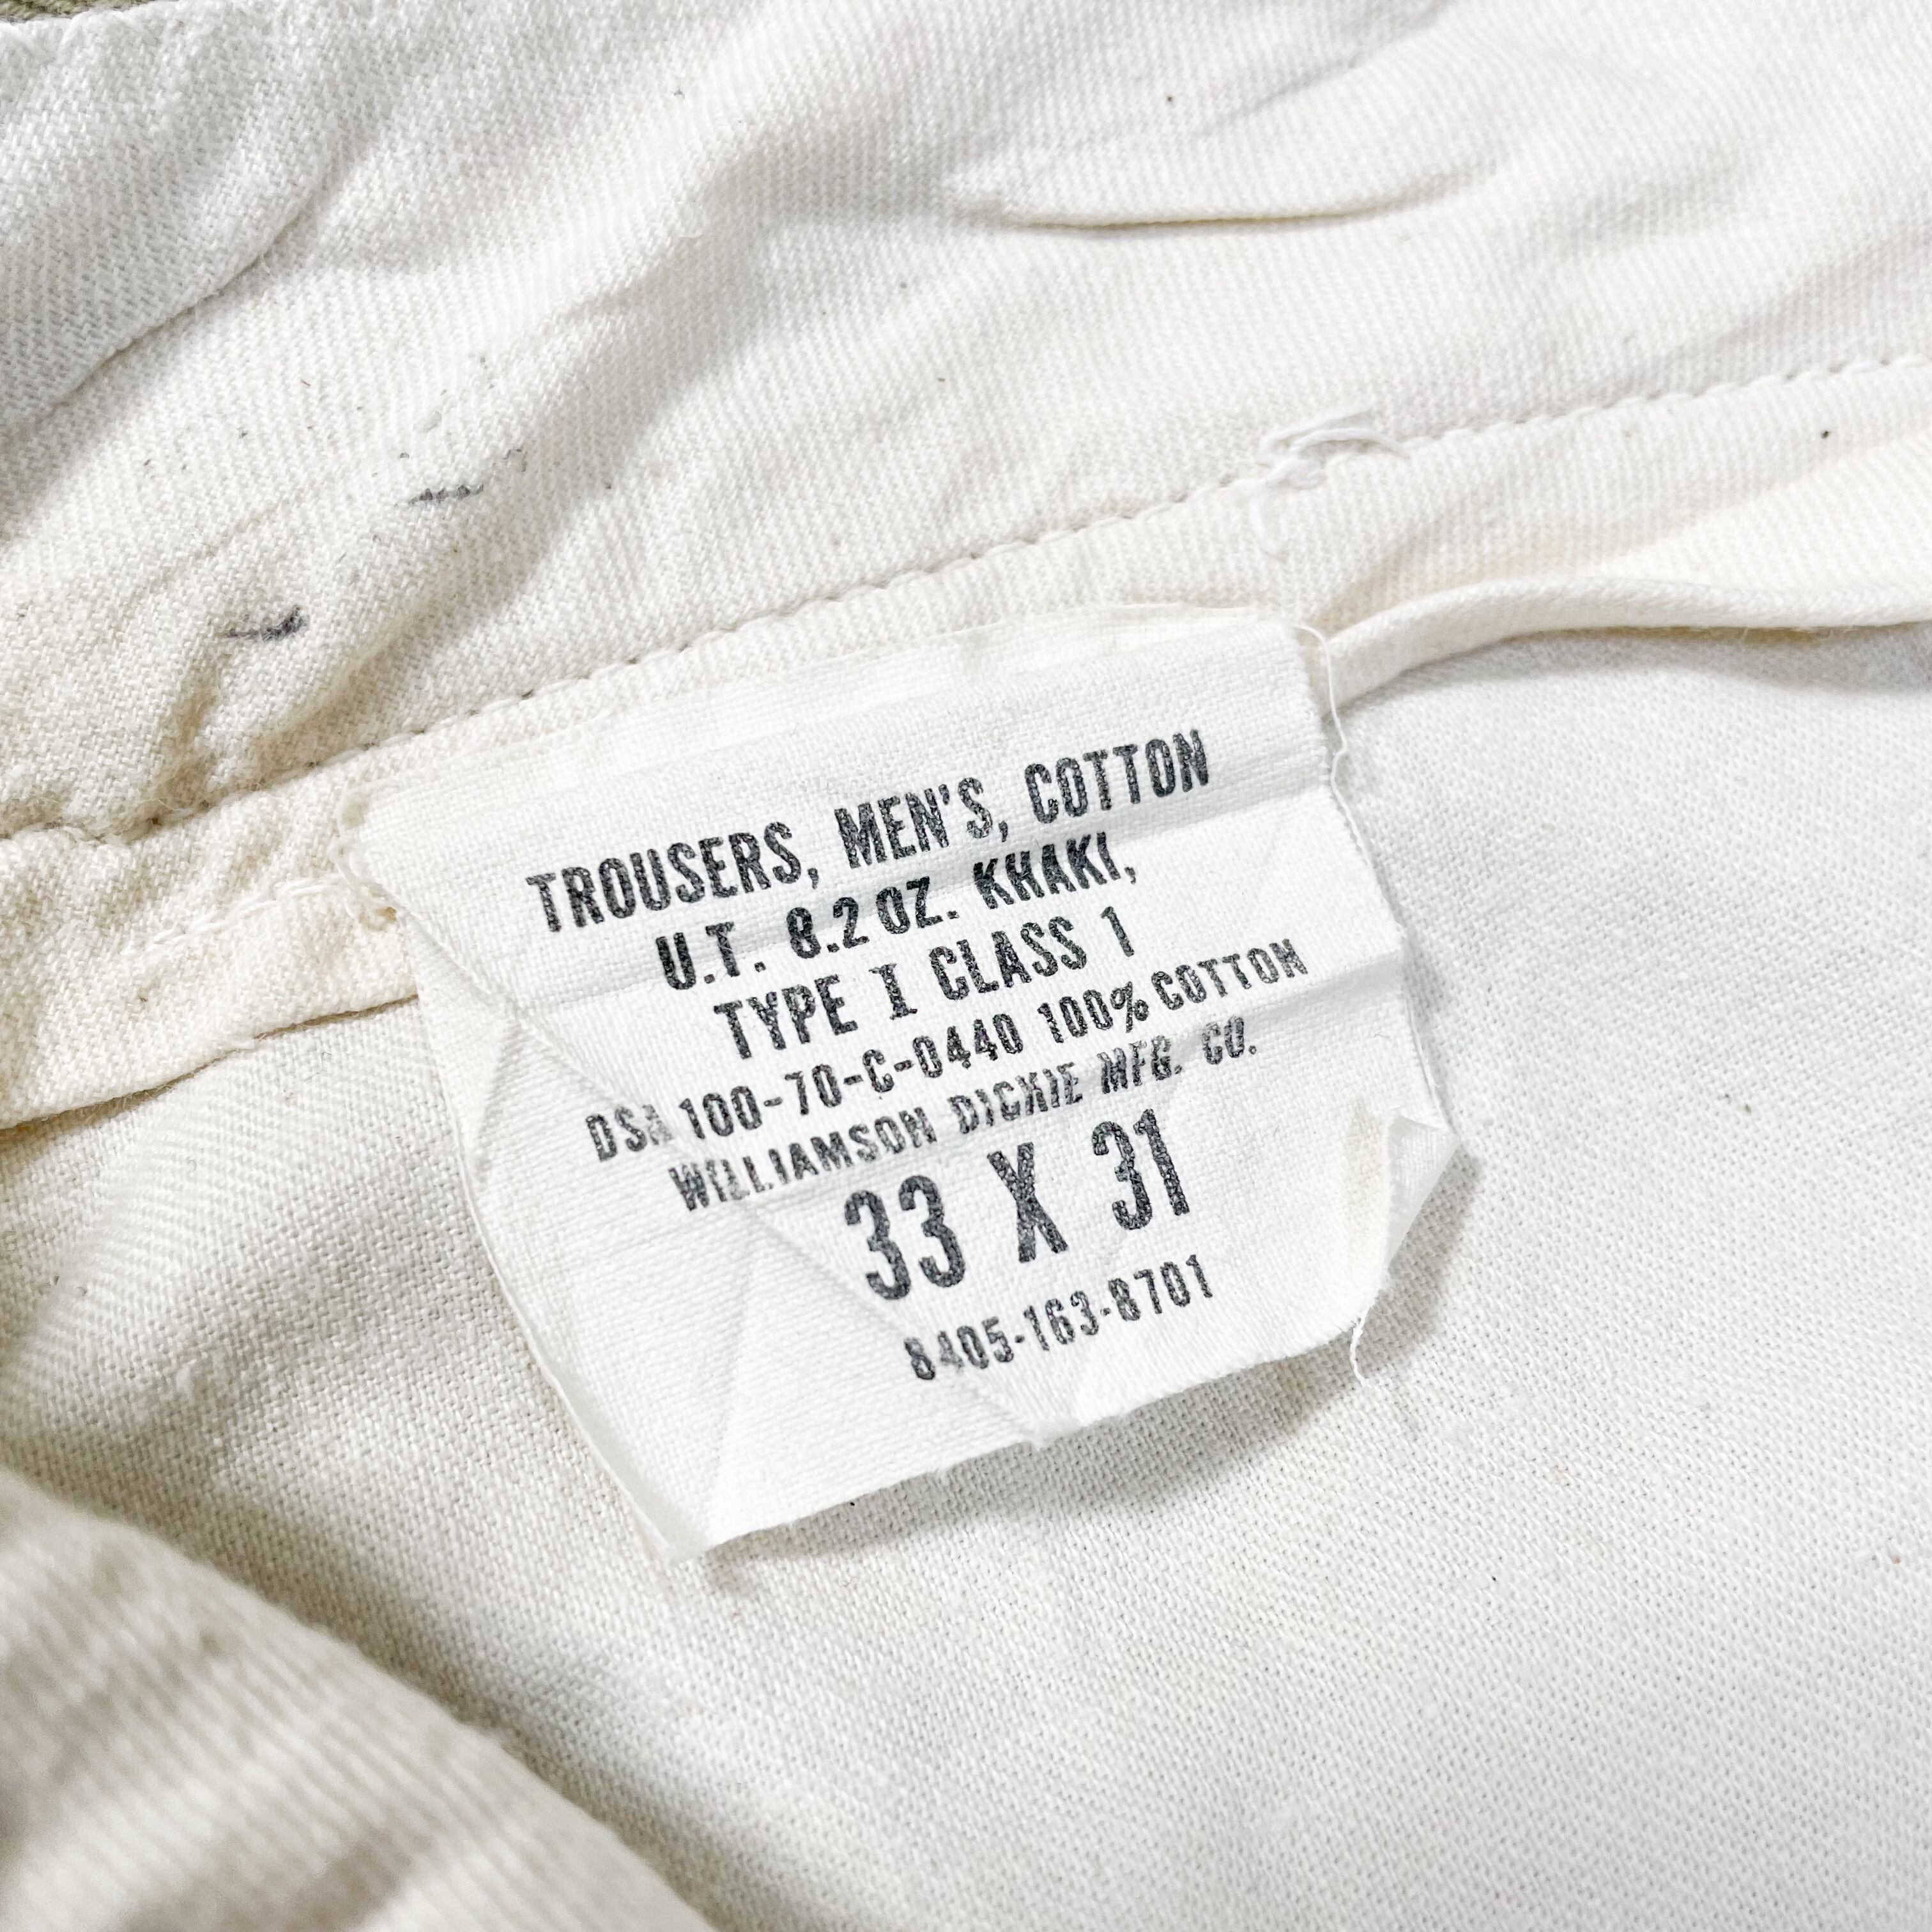 TROUSERS, MEN'S, COTTON
U.T. 8.2 OZ. KHAKI,
TYPE I CLASS 1
DSA 100-70-C-0440 100% COTTON
WILLIAMSON DICKIE MFG. CO.
33 X 31
8405-163-8701